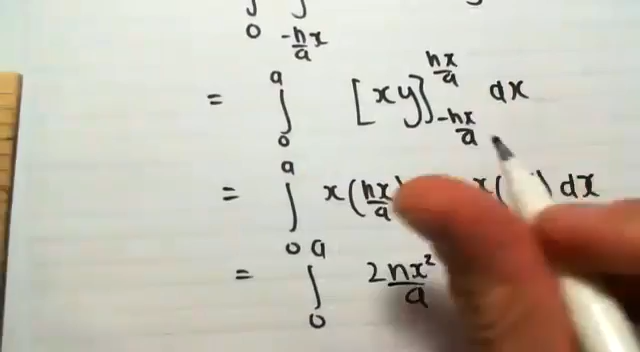 ∫ ∫
0 -hx/a
= ∫₀ᵃ [xy] hx/a -hx/a dx
= ∫₀ᵃ x(hx/a) x( ) dx
= ∫₀ᵃ 2hx²/a